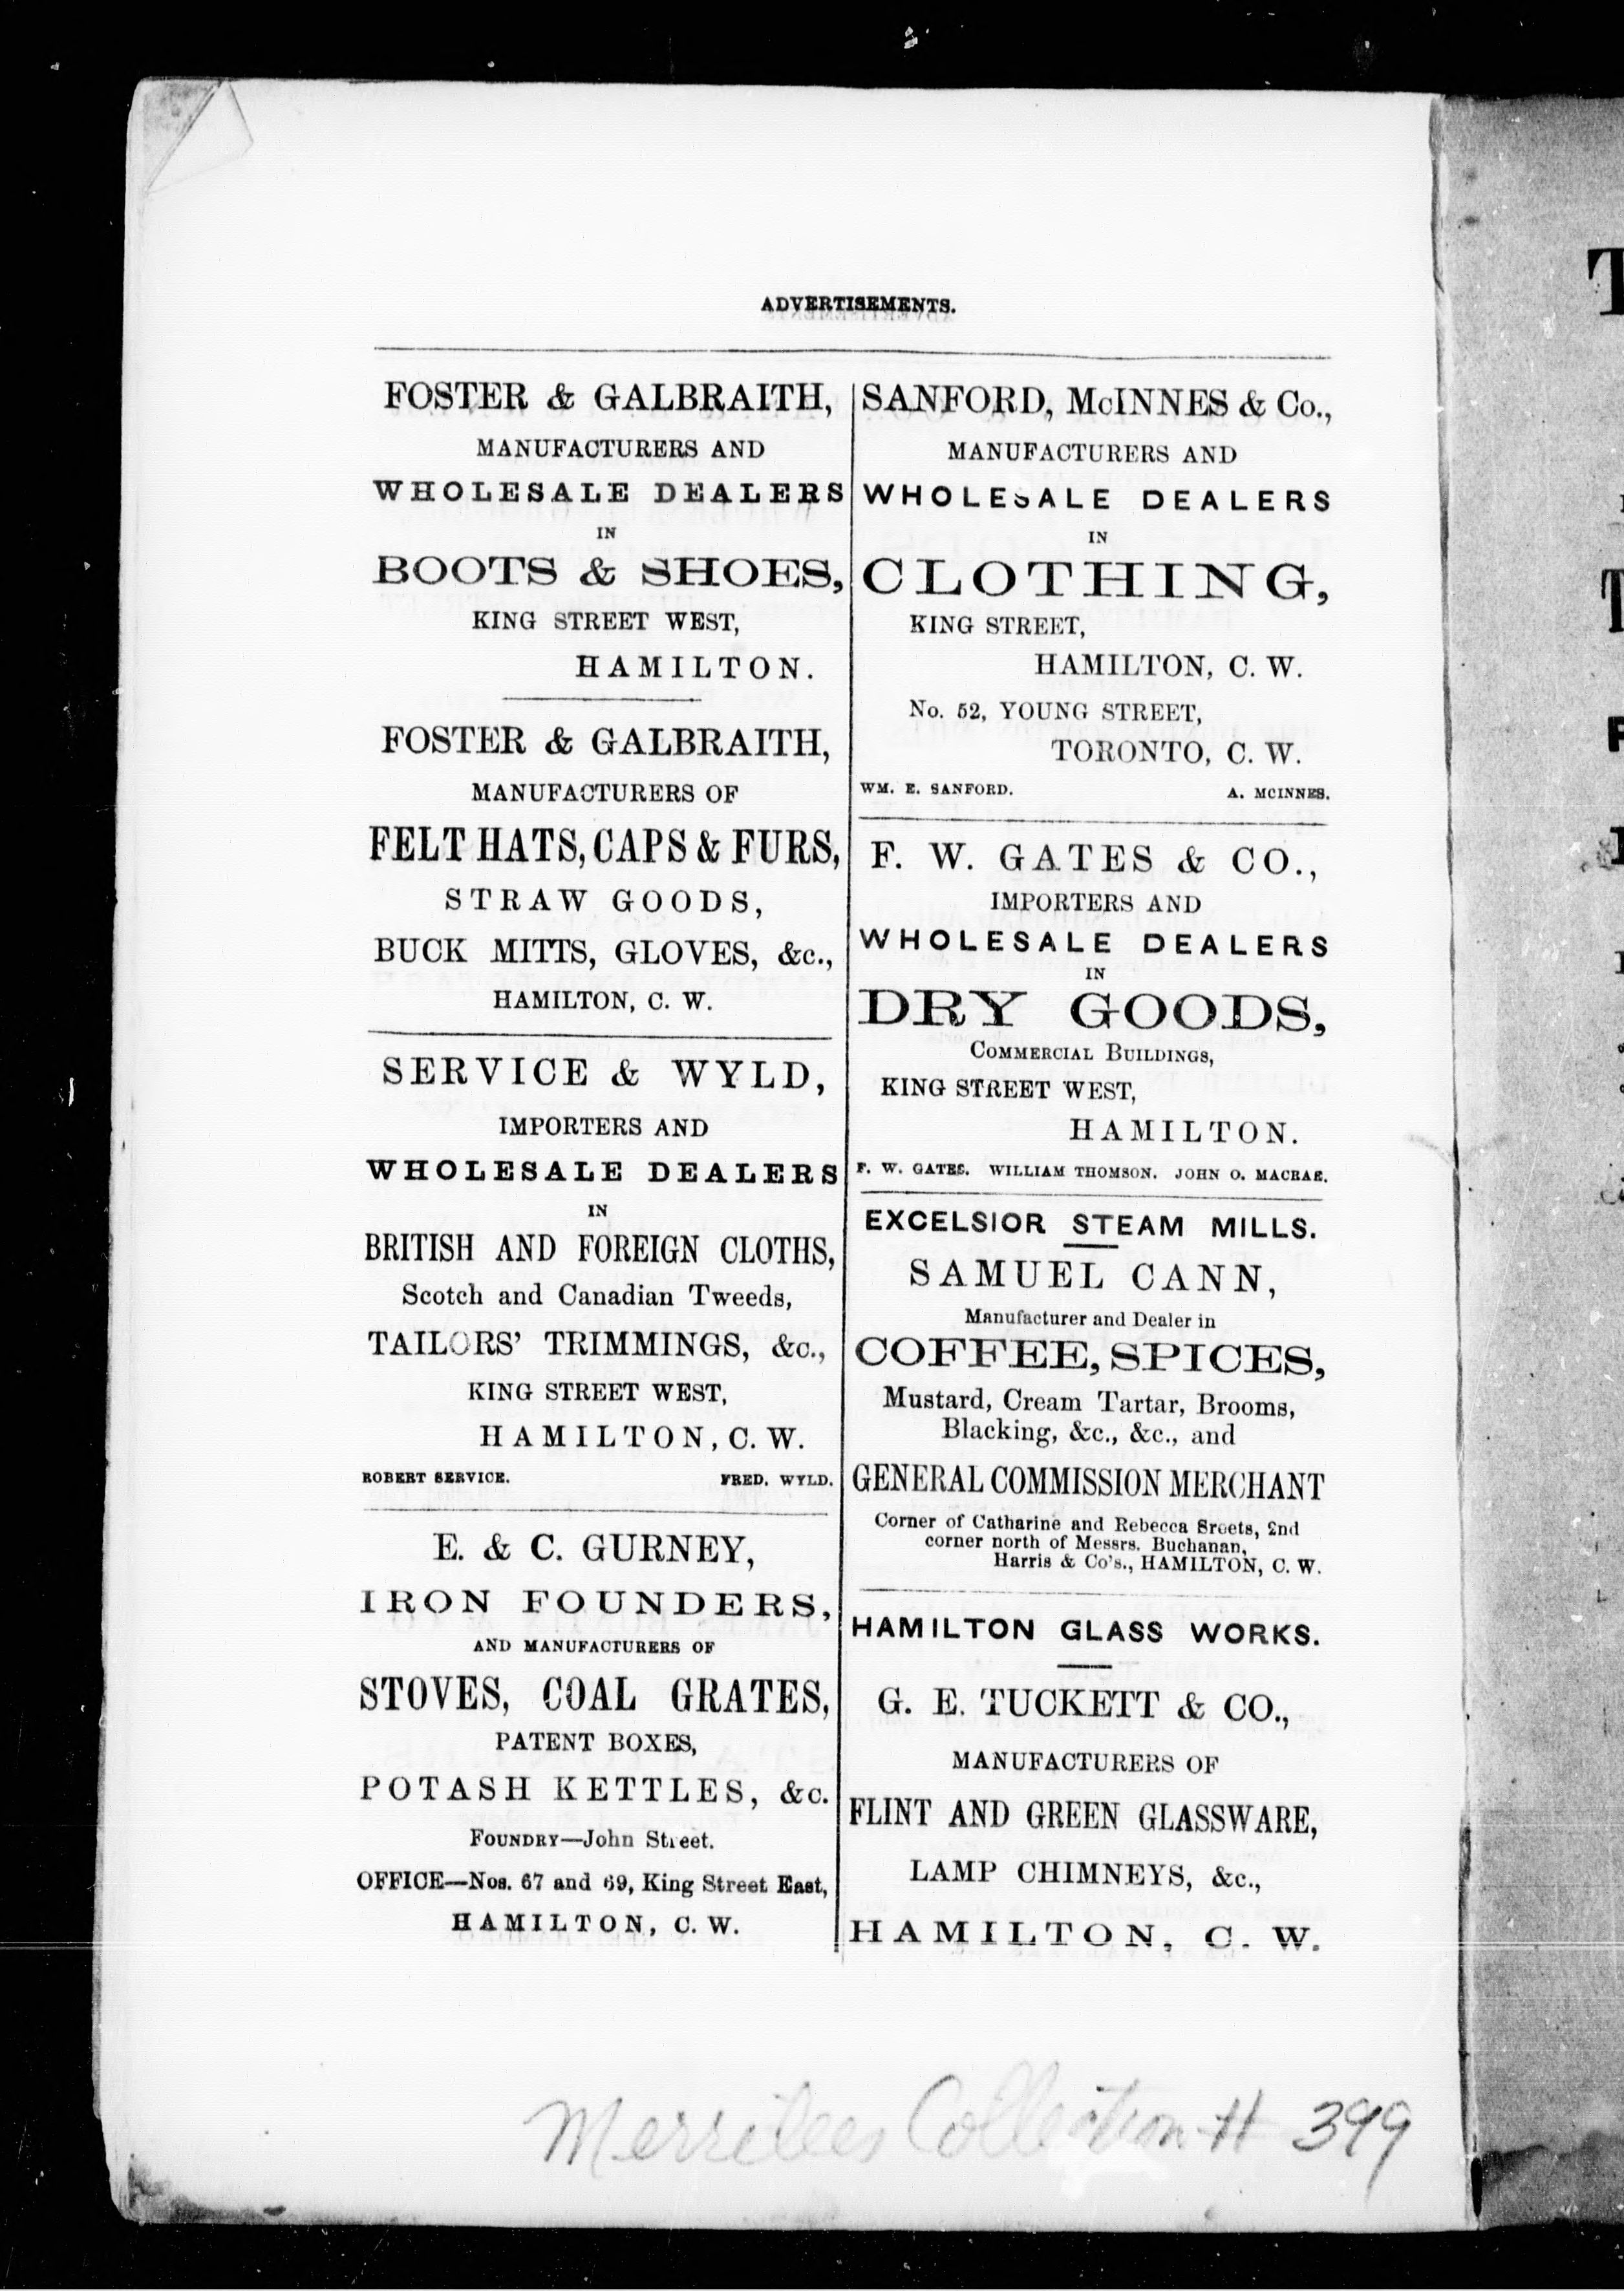 ADVERTISEMENTS.
FOSTER & GALBRAITH,
MANUFACTURERS AND
WHOLESALE DEALERS
IN
BOOTS & SHOES,
KING STREET WEST,
HAMILTON.
FOSTER & GALBRAITH,
MANUFACTURERS OF
FELT HATS, CAPS & FURS,
STRAW GOODS,
BUCK MITTS, GLOVES, &c.,
HAMILTON, C. W.
SERVICE & WYLD,
IMPORTERS AND
WHOLESALE DEALERS
IN
BRITISH AND FOREIGN CLOTHS,
Scotch and Canadian Tweeds,
TAILORS' TRIMMINGS, &c.,
KING STREET WEST,
HAMILTON, C. W.
ROBERT SERVICE. FRED. WYLD.
E. & C. GURNEY,
IRON FOUNDERS,
AND MANUFACTURERS OF
STOVES, COAL GRATES,
PATENT BOXES,
POTASH KETTLES, &c.
FOUNDRY—John Street.
OFFICE—Nos. 67 and 69, King Street East,
HAMILTON, C. W.
SANFORD, McINNES & Co.,
MANUFACTURERS AND
WHOLESALE DEALERS
IN
CLOTHING,
KING STREET,
HAMILTON, C. W.
No. 52, YOUNG STREET,
TORONTO, C. W.
WM. E. SANFORD. A. MCINNES.
F. W. GATES & CO.,
IMPORTERS AND
WHOLESALE DEALERS
IN
DRY GOODS,
COMMERCIAL BUILDINGS,
KING STREET WEST,
HAMILTON.
F. W. GATES. WILLIAM THOMSON. JOHN O. MACRAE.
EXCELSIOR STEAM MILLS.
SAMUEL CANN,
Manufacturer and Dealer in
COFFEE, SPICES,
Mustard, Cream Tartar, Brooms,
Blacking, &c., &c., and
GENERAL COMMISSION MERCHANT
Corner of Catharine and Rebecca Sreets, 2nd
corner north of Messrs. Buchanan,
Harris & Co's., HAMILTON, C. W.
HAMILTON GLASS WORKS.
G. E. TUCKETT & CO.,
MANUFACTURERS OF
FLINT AND GREEN GLASSWARE,
LAMP CHIMNEYS, &c.,
HAMILTON, C. W.
Merrilees Collection # 399